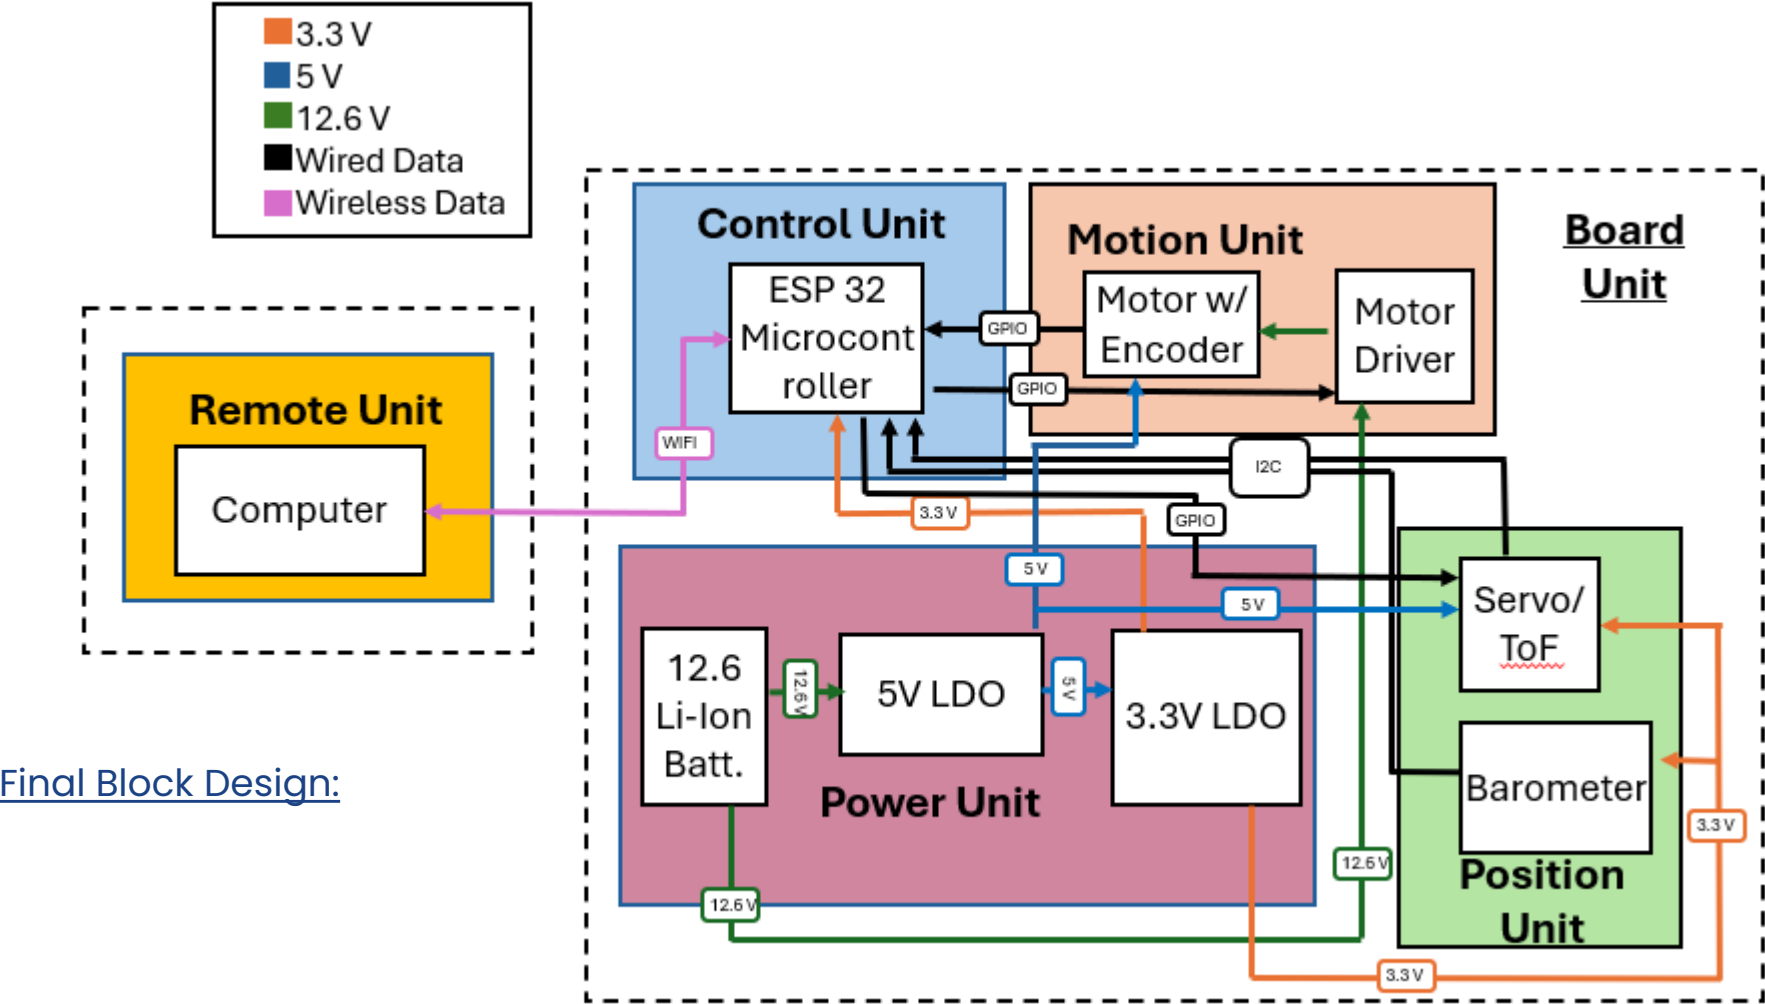 3.3 V
5 V
12.6 V
Wired Data
Wireless Data
Control Unit
ESP 32
Microcont
roller
Motion Unit
Motor w/
Encoder
Motor
Driver
Board
Unit
GPIO
GPIO
Remote Unit
Computer
WIFI
I2C
3.3 V
GPIO
5 V
5 V
12.6
Li-Ion
Batt.
12.6 V
5V LDO
5 V
3.3V LDO
Power Unit
Servo/
ToF
Barometer
Position
Unit
3.3 V
12.6 V
12.6 V
3.3 V
Final Block Design: